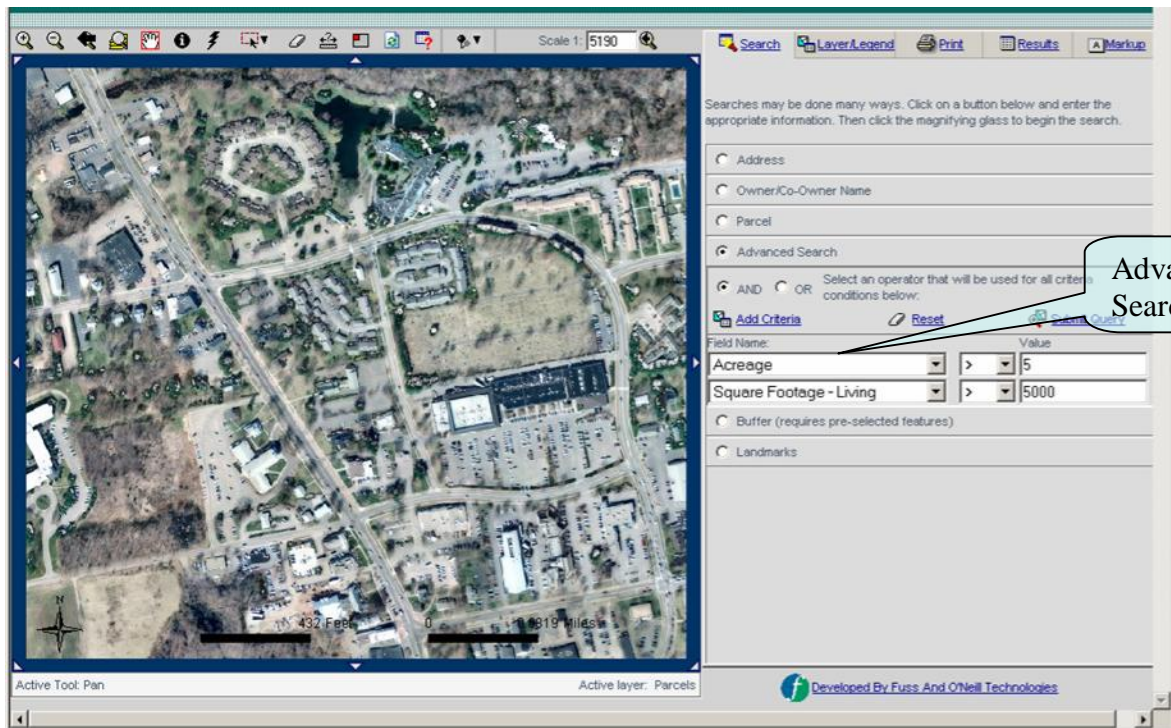 Scale 1: 5190
Search Layer/Legend Print Results Markup
Searches may be done many ways. Click on a button below and enter the
appropriate information. Then click the magnifying glass to begin the search.
Address
Owner/Co-Owner Name
Parcel
Advanced Search
AND OR Select an operator that will be used for all criteria
conditions below:
Add Criteria Reset Submit Query
Field Name: Value
Acreage > 5
Square Footage - Living > 5000
Buffer (requires pre-selected features)
Landmarks
Adva
Searc
N
432 Feet 0 Miles
Active Tool: Pan Active layer: Parcels
Developed By Fuss And O'Neill Technologies